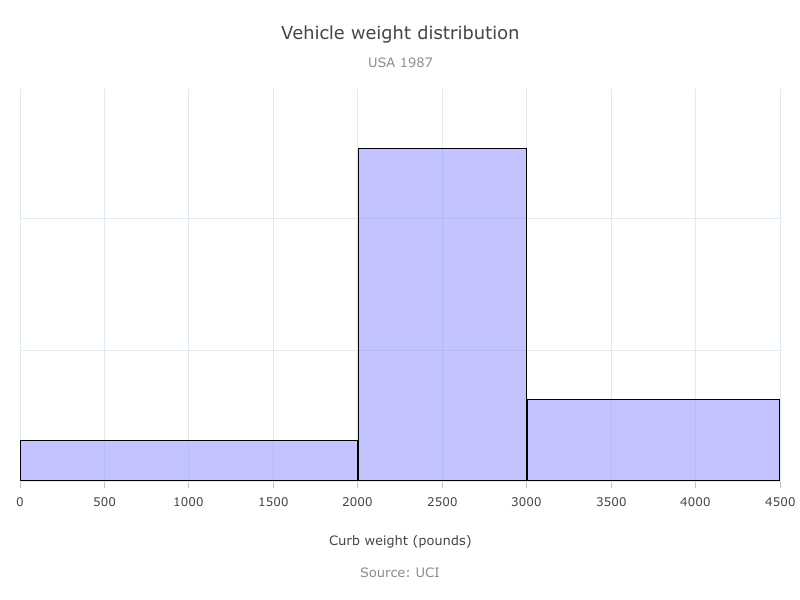 Vehicle weight distribution
USA 1987
0 500 1000 1500 2000 2500 3000 3500 4000 4500
Curb weight (pounds)
Source: UCI